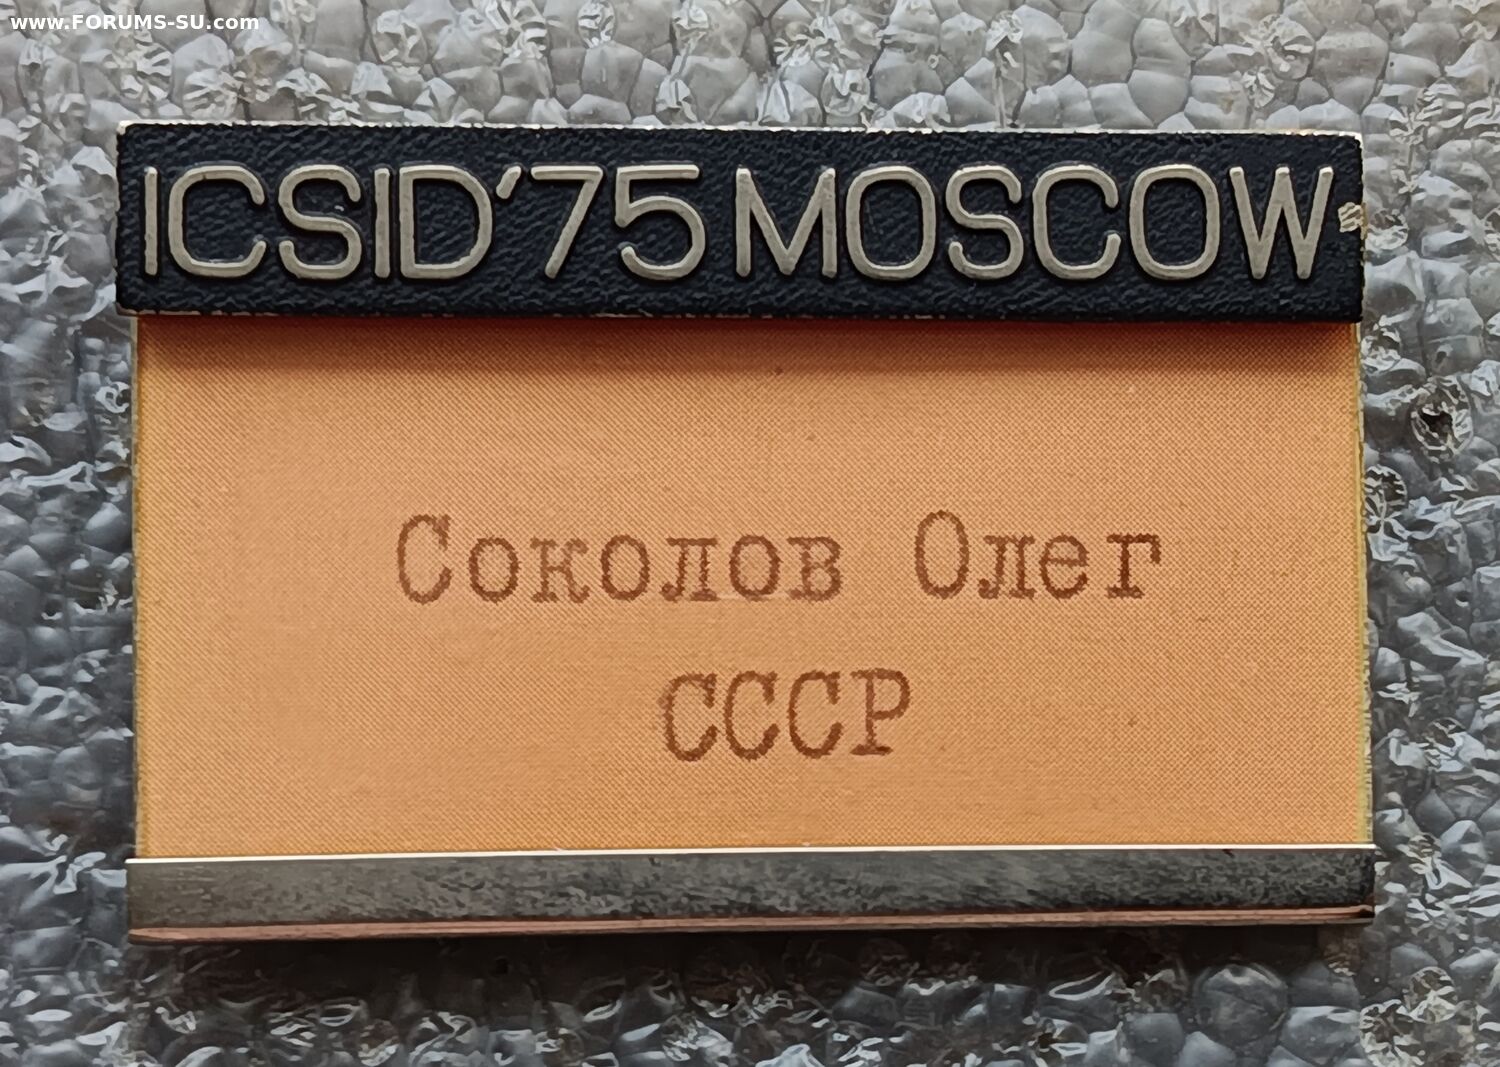 www.FORUMS-SU.com
ICSID'75 MOSCOW
Соколов Олег
СССР